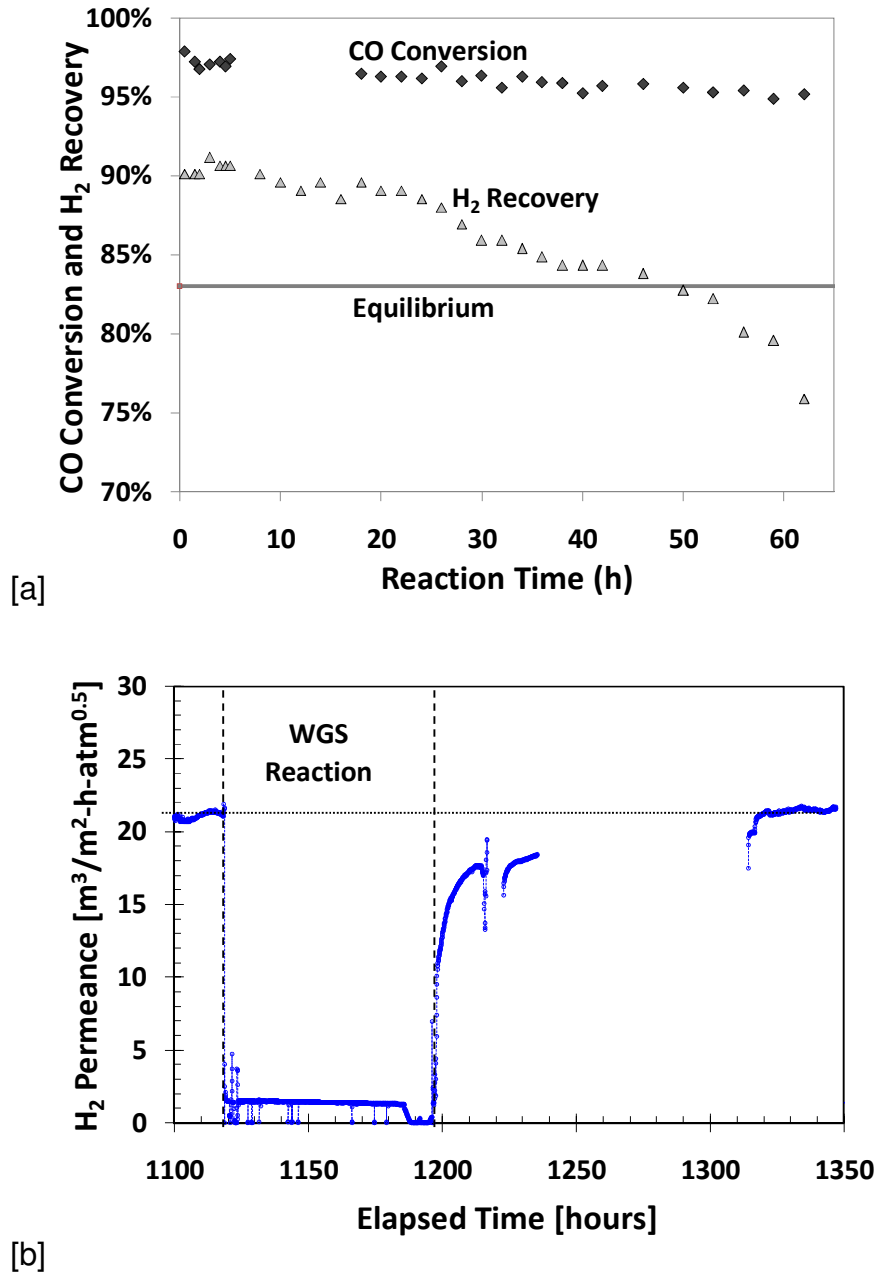 CO Conversion and H₂ Recovery
100%
95%
90%
85%
80%
75%
70%
CO Conversion
H₂ Recovery
Equilibrium
0
10
20
30
40
50
60
Reaction Time (h)
[a]
H₂ Permeance [m³/m²-h-atm⁰·⁵]
30
25
20
15
10
5
0
WGS
Reaction
1100
1150
1200
1250
1300
1350
Elapsed Time [hours]
[b]